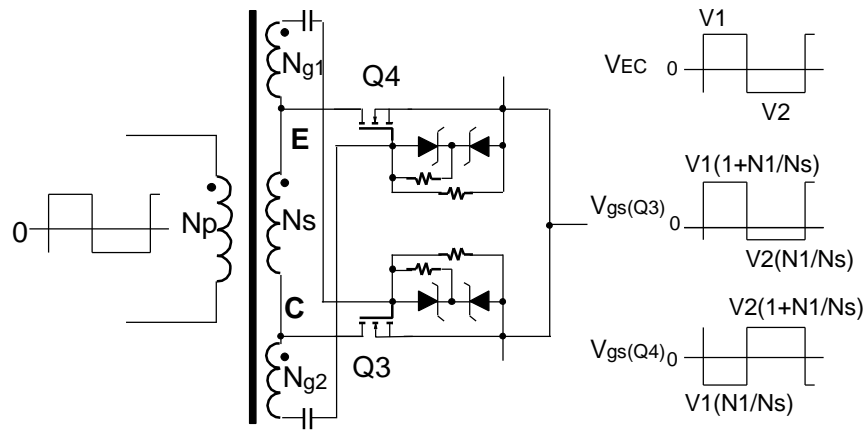 Ng1
Q4
E
Np
Ns
0
C
Q3
Ng2
V1
VEC 0
V2
V1(1+N1/Ns)
Vgs(Q3) 0
V2(N1/Ns)
V2(1+N1/Ns)
Vgs(Q4) 0
V1(N1/Ns)